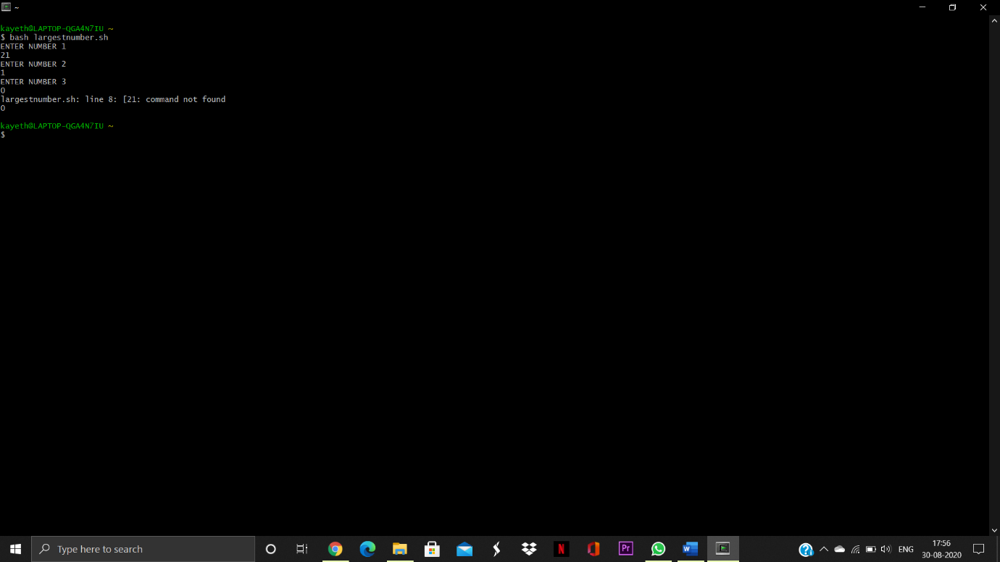 ~
kayeth@LAPTOP-QGA4N7IU ~
$ bash largestnumber.sh
ENTER NUMBER 1
21
ENTER NUMBER 2
1
ENTER NUMBER 3
0
largestnumber.sh: line 8: [21: command not found
0
kayeth@LAPTOP-QGA4N7IU ~
$
Type here to search
N
Pr
W
ENG
17:56
30-08-2020